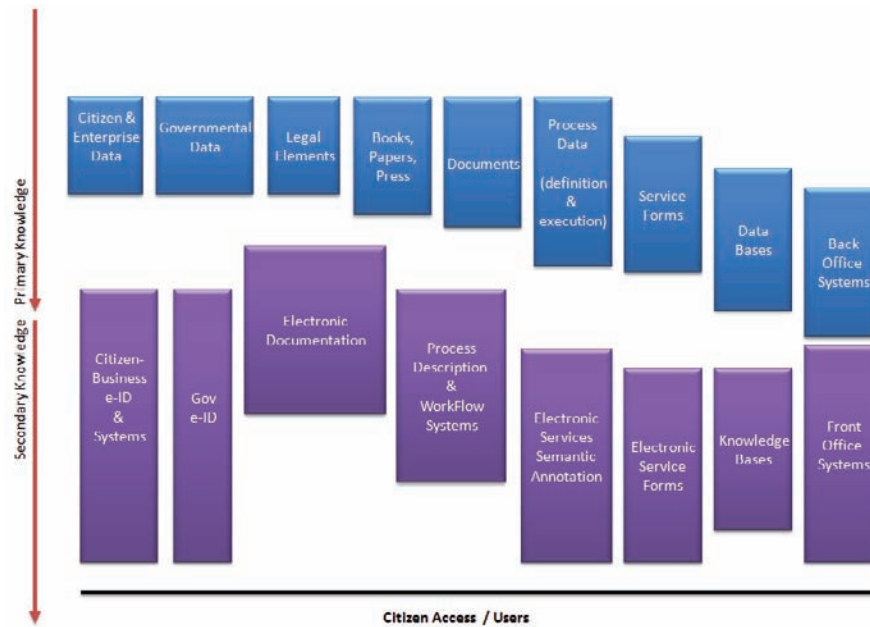 Primary Knowledge
Secondary Knowledge
Citizen &
Enterprise
Data
Governmental
Data
Legal
Elements
Books,
Papers,
Press
Documents
Process
Data
(definition
&
execution)
Service
Forms
Data
Bases
Back
Office
Systems
Citizen-
Business
e-ID
&
Systems
Gov
e-ID
Electronic
Documentation
Process
Description
&
WorkFlow
Systems
Electronic
Services
Semantic
Annotation
Electronic
Service
Forms
Knowledge
Bases
Front
Office
Systems
Citizen Access / Users